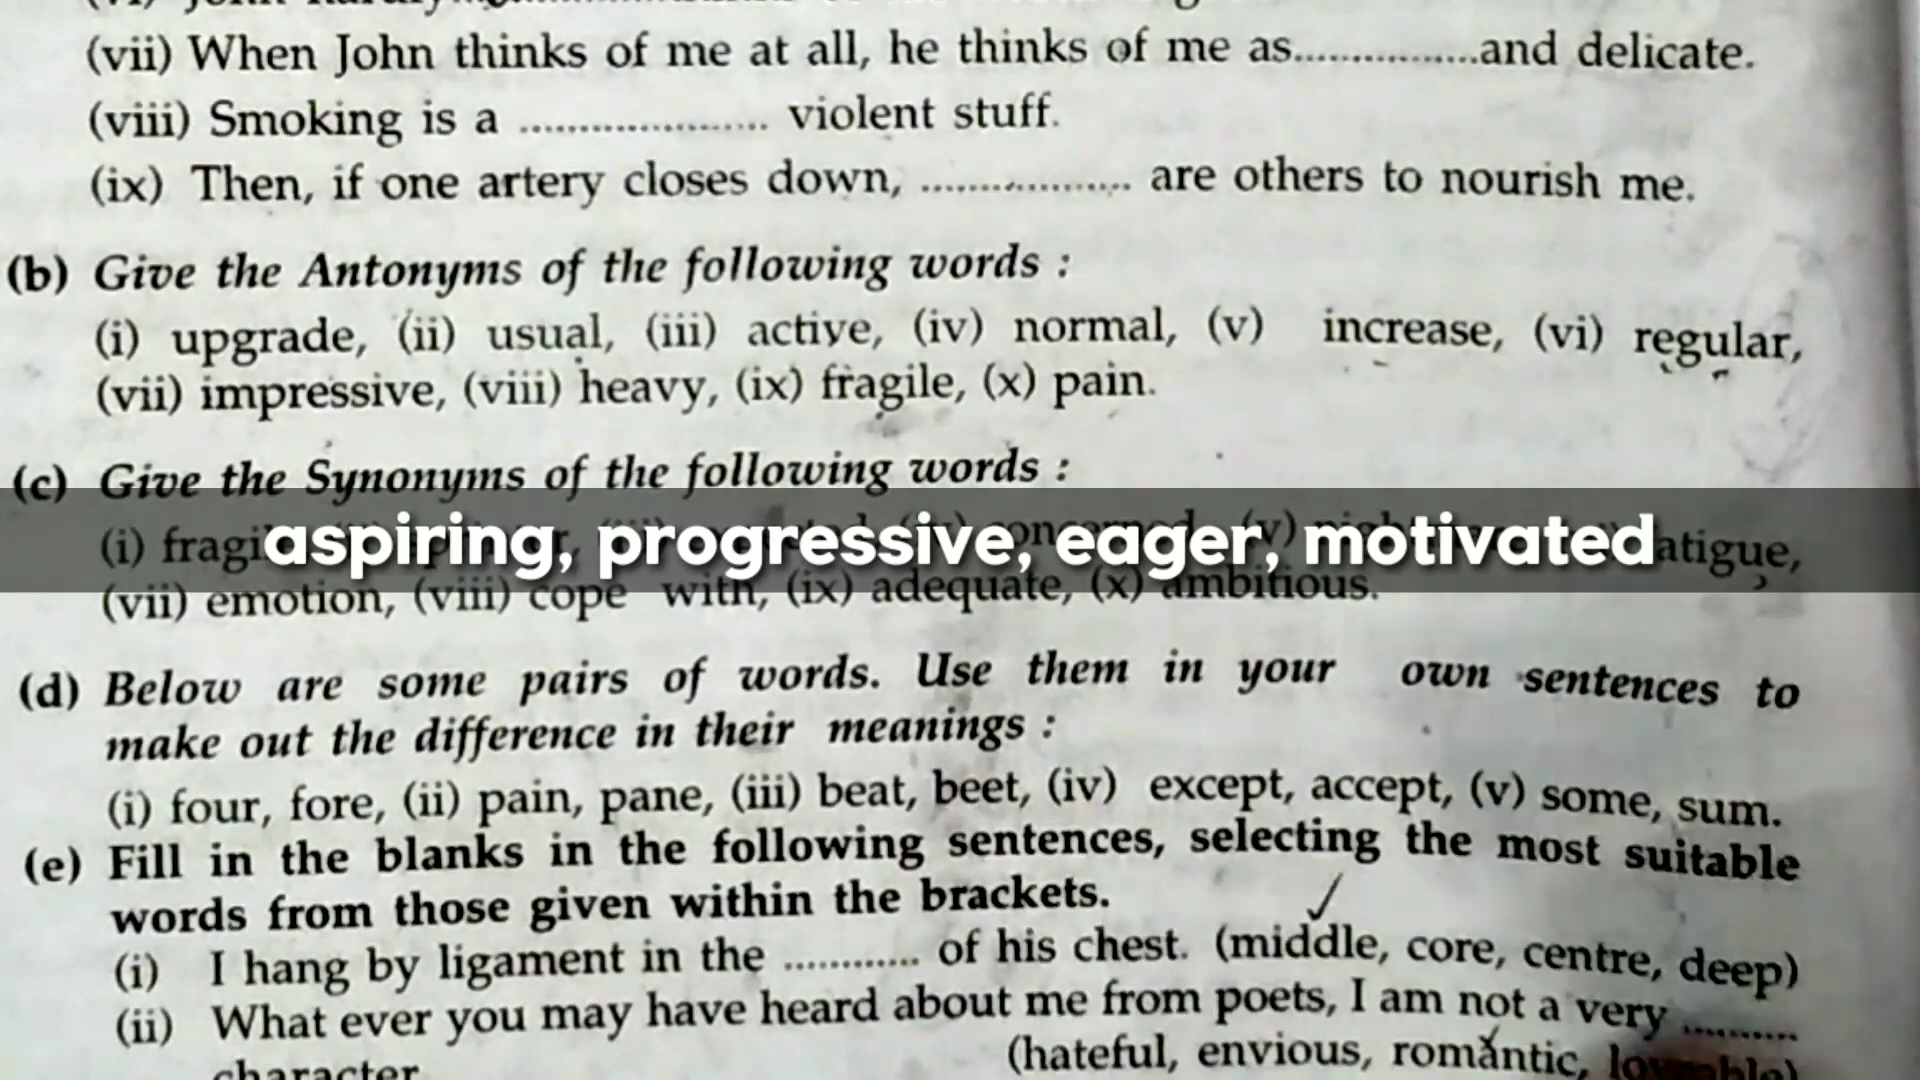 (vii) When John thinks of me at all, he thinks of me as................and delicate.
(viii) Smoking is a ..................... violent stuff.
(ix) Then, if one artery closes down, .................. are others to nourish me.
(b) Give the Antonyms of the following words :
(i) upgrade, (ii) usual, (iii) active, (iv) normal, (v) increase, (vi) regular,
(vii) impressive, (viii) heavy, (ix) fragile, (x) pain.
(c) Give the Synonyms of the following words :
(i) (v)
aspiring, progressive, eager, motivated
(vii) emotion, (viii) cope with, (ix) adequate, (x) ambitious.
(d) Below are some pairs of words. Use them in your own sentences to
make out the difference in their meanings :
(i) four, fore, (ii) pain, pane, (iii) beat, beet, (iv) except, accept, (v) some, sum.
(e) Fill in the blanks in the following sentences, selecting the most suitable
words from those given within the brackets.
(i) I hang by ligament in the ............ of his chest. (middle, core, centre, deep)
(ii) What ever you may have heard about me from poets, I am not a very ..........
character (hateful, envious, romantic,